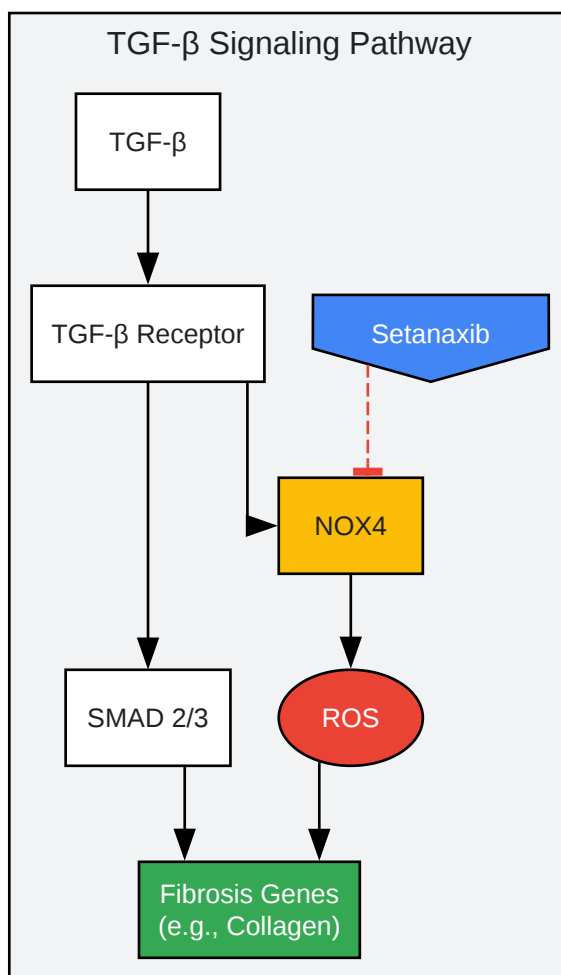 TGF-β Signaling Pathway
TGF-β
TGF-β Receptor
Setanaxib
NOX4
SMAD 2/3
ROS
Fibrosis Genes
(e.g., Collagen)